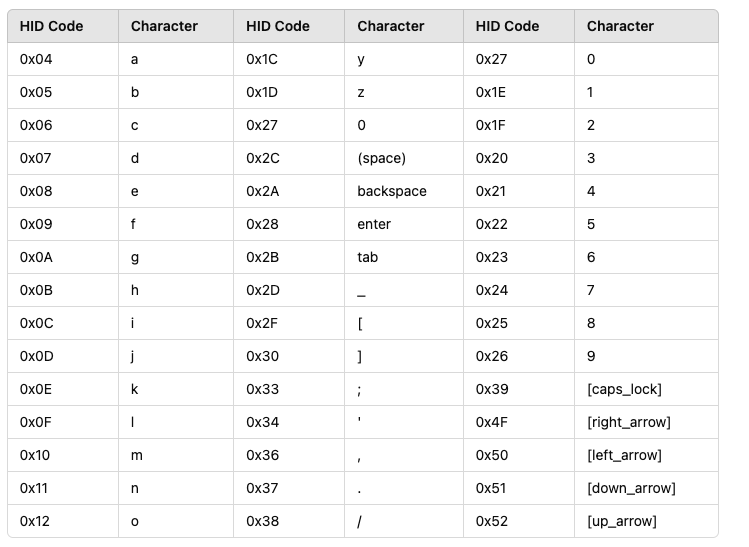 HID Code Character HID Code Character HID Code Character
0x04 a 0x1C y 0x27 0
0x05 b 0x1D z 0x1E 1
0x06 c 0x27 0 0x1F 2
0x07 d 0x2C (space) 0x20 3
0x08 e 0x2A backspace 0x21 4
0x09 f 0x28 enter 0x22 5
0x0A g 0x2B tab 0x23 6
0x0B h 0x2D _ 0x24 7
0x0C i 0x2F [ 0x25 8
0x0D j 0x30 ] 0x26 9
0x0E k 0x33 ; 0x39 [caps_lock]
0x0F l 0x34 ' 0x4F [right_arrow]
0x10 m 0x36 , 0x50 [left_arrow]
0x11 n 0x37 . 0x51 [down_arrow]
0x12 o 0x38 / 0x52 [up_arrow]